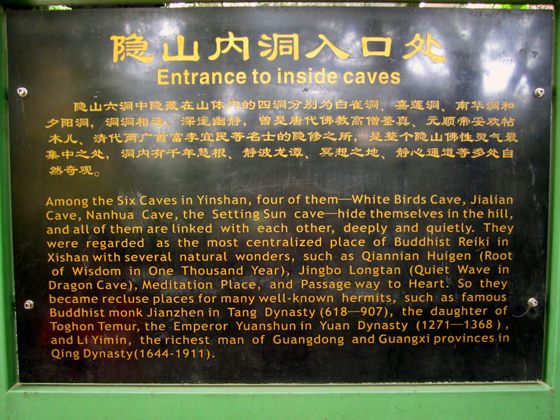 隐山内洞入口处
Entrance to inside caves
隐山六洞中隐藏在山体内的四洞分别为白雀洞、嘉莲洞、南华洞和
夕阳洞，洞洞相连，深邃幽静，曾是唐代佛教高僧鉴真、元顺帝妥欢帖
木儿、清代两广首富李宜民等名士的隐修之所，是整个隐山佛性灵气最
集中之处，洞内有千年慧根、静波龙潭、冥想之地、静心通道等多处自
然奇观。
Among the Six Caves in Yinshan, four of them—White Birds Cave, Jialian
Cave, Nanhua Cave, the Setting Sun cave—hide themselves in the hill,
and all of them are linked with each other, deeply and quietly. They
were regarded as the most centralized place of Buddhist Reiki in
Xishan with several natural wonders, such as Qiannian Huigen (Root
of Wisdom in One Thousand Year), Jingbo Longtan (Quiet Wave in
Dragon Cave), Meditation Place, and Passage way to Heart. So they
became recluse places for many well-known hermits, such as famous
Buddhist monk Jianzhen in Tang Dynasty (618—907), the daughter of
Toghon Temur, the Emperor Yuanshun in Yuan Dynasty (1271—1368),
and Li Yimin, the richest man of Guangdong and Guangxi provinces in
Qing Dynasty(1644-1911).